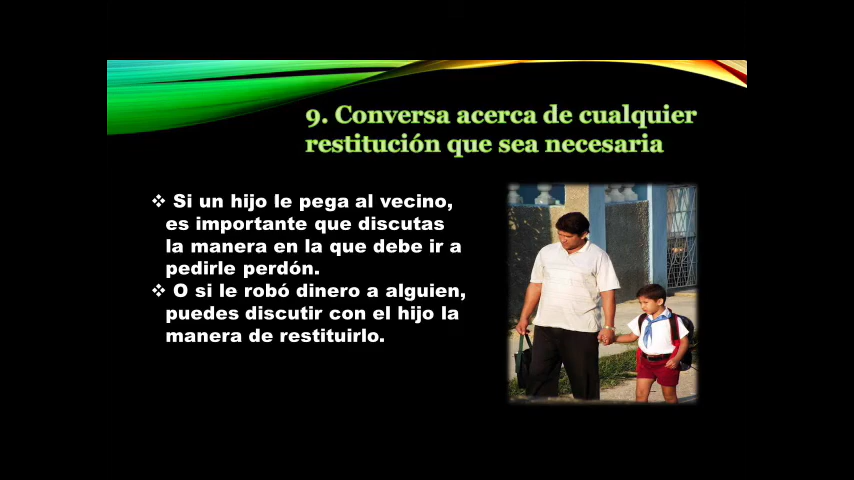 9. Conversa acerca de cualquier
restitución que sea necesaria
❖ Si un hijo le pega al vecino,
es importante que discutas
la manera en la que debe ir a
pedirle perdón.
❖ O si le robó dinero a alguien,
puedes discutir con el hijo la
manera de restituirlo.